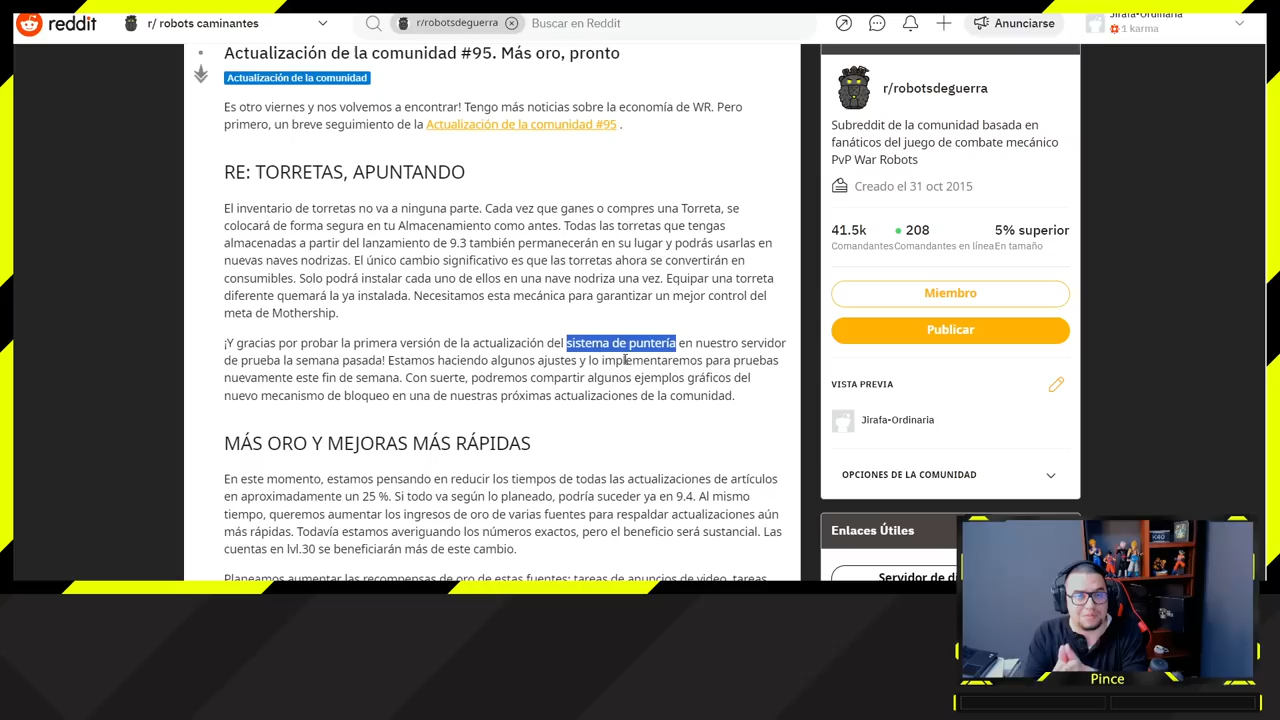 reddit
r/ robots caminantes
r/robotsdeguerra
Buscar en Reddit
Anunciarse
Jirafa-Ordinaria
1 karma
Actualización de la comunidad #95. Más oro, pronto
Actualización de la comunidad
Es otro viernes y nos volvemos a encontrar! Tengo más noticias sobre la economía de WR. Pero
primero, un breve seguimiento de la Actualización de la comunidad #95 .
RE: TORRETAS, APUNTANDO
El inventario de torretas no va a ninguna parte. Cada vez que ganes o compres una Torreta, se
colocará de forma segura en tu Almacenamiento como antes. Todas las torretas que tengas
almacenadas a partir del lanzamiento de 9.3 también permanecerán en su lugar y podrás usarlas en
nuevas naves nodrizas. El único cambio significativo es que las torretas ahora se convertirán en
consumibles. Solo podrá instalar cada uno de ellos en una nave nodriza una vez. Equipar una torreta
diferente quemará la ya instalada. Necesitamos esta mecánica para garantizar un mejor control del
meta de Mothership.
¡Y gracias por probar la primera versión de la actualización del sistema de puntería en nuestro servidor
de prueba la semana pasada! Estamos haciendo algunos ajustes y lo implementaremos para pruebas
nuevamente este fin de semana. Con suerte, podremos compartir algunos ejemplos gráficos del
nuevo mecanismo de bloqueo en una de nuestras próximas actualizaciones de la comunidad.
MÁS ORO Y MEJORAS MÁS RÁPIDAS
En este momento, estamos pensando en reducir los tiempos de todas las actualizaciones de artículos
en aproximadamente un 25 %. Si todo va según lo planeado, podría suceder ya en 9.4. Al mismo
tiempo, queremos aumentar los ingresos de oro de varias fuentes para respaldar actualizaciones aún
más rápidas. Todavía estamos averiguando los números exactos, pero el beneficio será sustancial. Las
cuentas en lvl.30 se beneficiarán más de este cambio.
Planeamos aumentar las recompensas de oro de estas fuentes: tareas de anuncios de video, tareas
r/robotsdeguerra
Subreddit de la comunidad basada en
fanáticos del juego de combate mecánico
PvP War Robots
Creado el 31 oct 2015
41.5k
208
5% superior
Comandantes
Comandantes en línea
En tamaño
Miembro
Publicar
VISTA PREVIA
Jirafa-Ordinaria
OPCIONES DE LA COMUNIDAD
Enlaces Útiles
Servidor de d
Pince